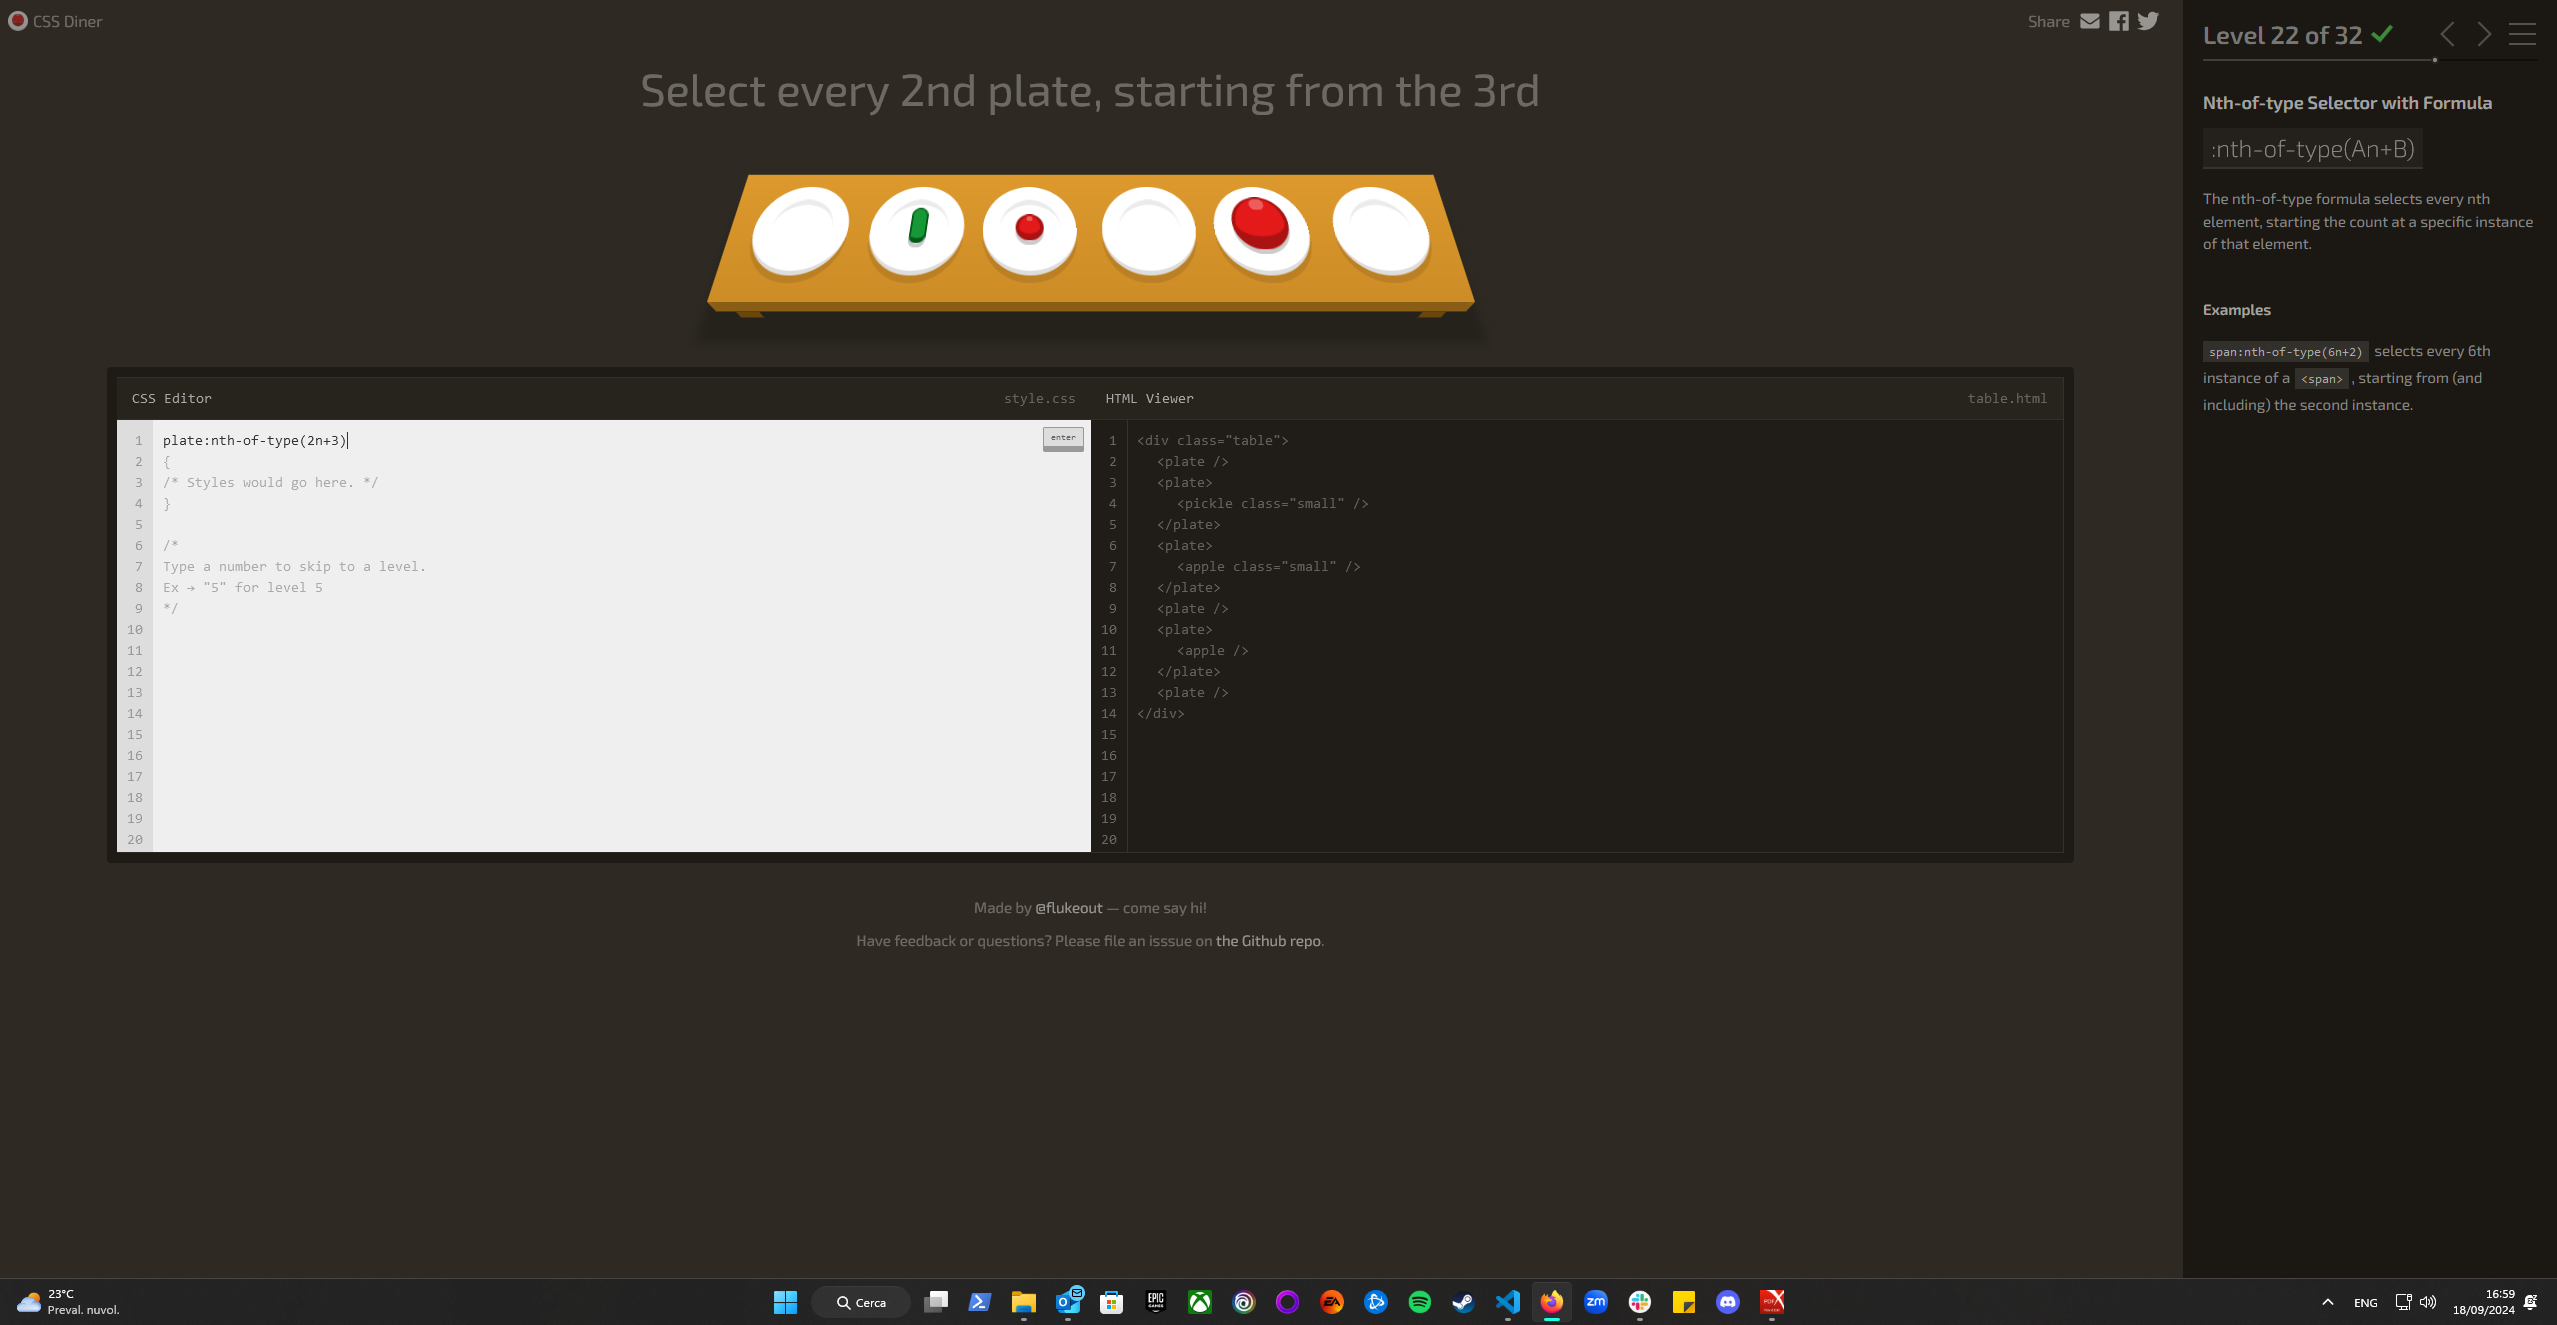 CSS Diner
Share
Select every 2nd plate, starting from the 3rd
CSS Editor
style.css
1 plate:nth-of-type(2n+3)
enter
2 {
3 /* Styles would go here. */
4 }
5
6 /*
7 Type a number to skip to a level.
8 Ex → "5" for level 5
9 */
10
11
12
13
14
15
16
17
18
19
20
HTML Viewer
table.html
1 <div class="table">
2 <plate />
3 <plate>
4 <pickle class="small" />
5 </plate>
6 <plate>
7 <apple class="small" />
8 </plate>
9 <plate />
10 <plate>
11 <apple />
12 </plate>
13 <plate />
14 </div>
15
16
17
18
19
20
Made by @flukeout — come say hi!
Have feedback or questions? Please file an isssue on the Github repo.
Level 22 of 32
Nth-of-type Selector with Formula
:nth-of-type(An+B)
The nth-of-type formula selects every nth
element, starting the count at a specific instance
of that element.
Examples
span:nth-of-type(6n+2) selects every 6th
instance of a <span> , starting from (and
including) the second instance.
23°C
Preval. nuvol.
Cerca
EPIC
GAMES
EA
zm
PDF
ENG
16:59
18/09/2024